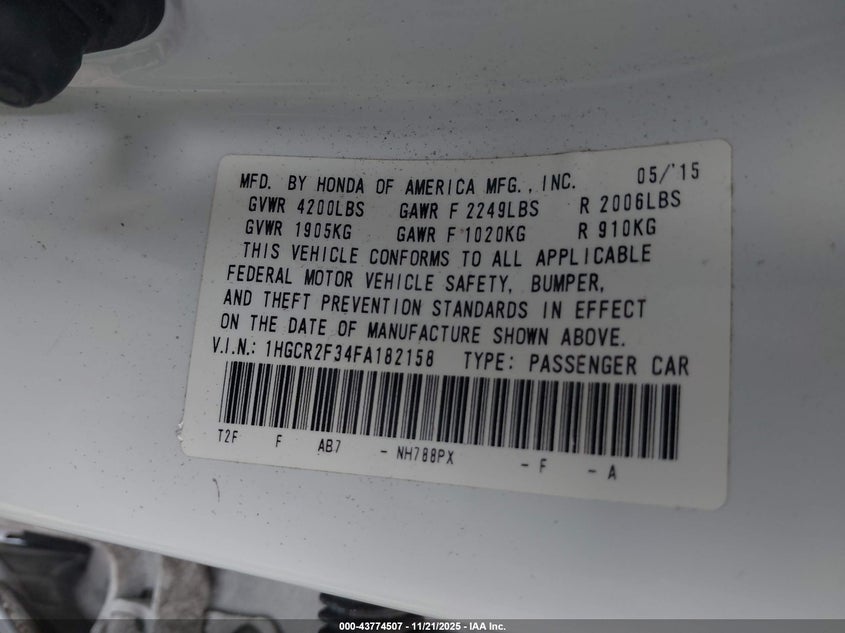 MFD. BY HONDA OF AMERICA MFG., INC. 05/'15
GVWR 4200LBS GAWR F 2249LBS R 2006LBS
GVWR 1905KG GAWR F 1020KG R 910KG
THIS VEHICLE CONFORMS TO ALL APPLICABLE
FEDERAL MOTOR VEHICLE SAFETY, BUMPER,
AND THEFT PREVENTION STANDARDS IN EFFECT
ON THE DATE OF MANUFACTURE SHOWN ABOVE.
V.I.N.: 1HGCR2F34FA182158 TYPE: PASSENGER CAR
T2F F AB7 - NH788PX - F - A
000-43774507 - 11/21/2025 - IAA Inc.